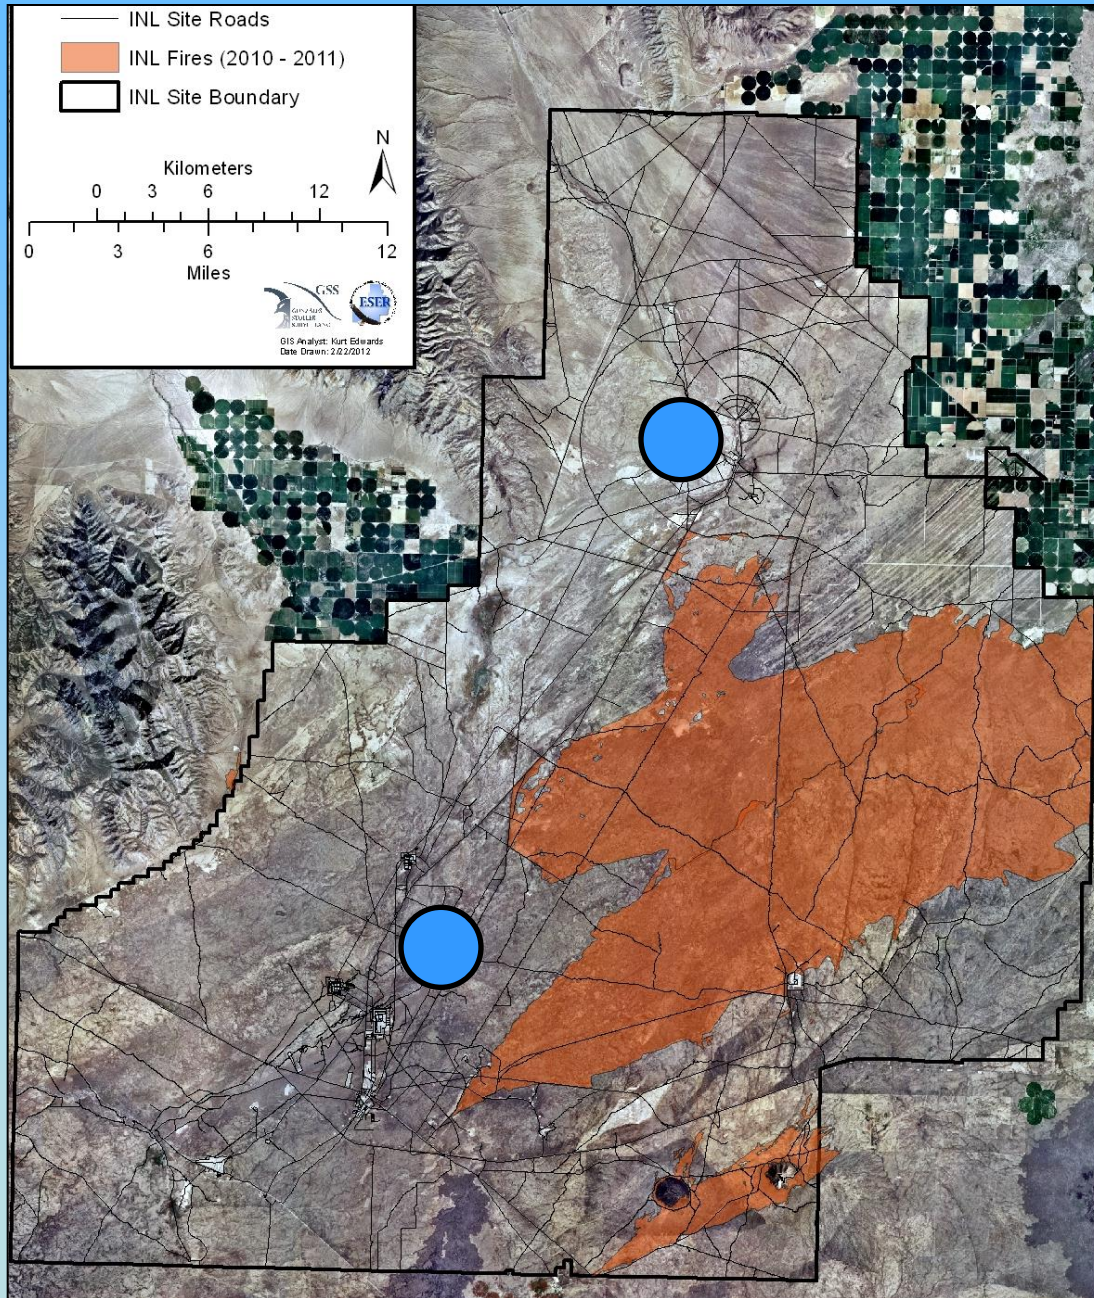 INL Site Roads
INL Fires (2010 - 2011)
INL Site Boundary
N
Kilometers
0 3 6 12
0 3 6 12
Miles
GSS
ESER
GIS Analyst: Kurt Edwards
Date Drawn: 2/22/2012